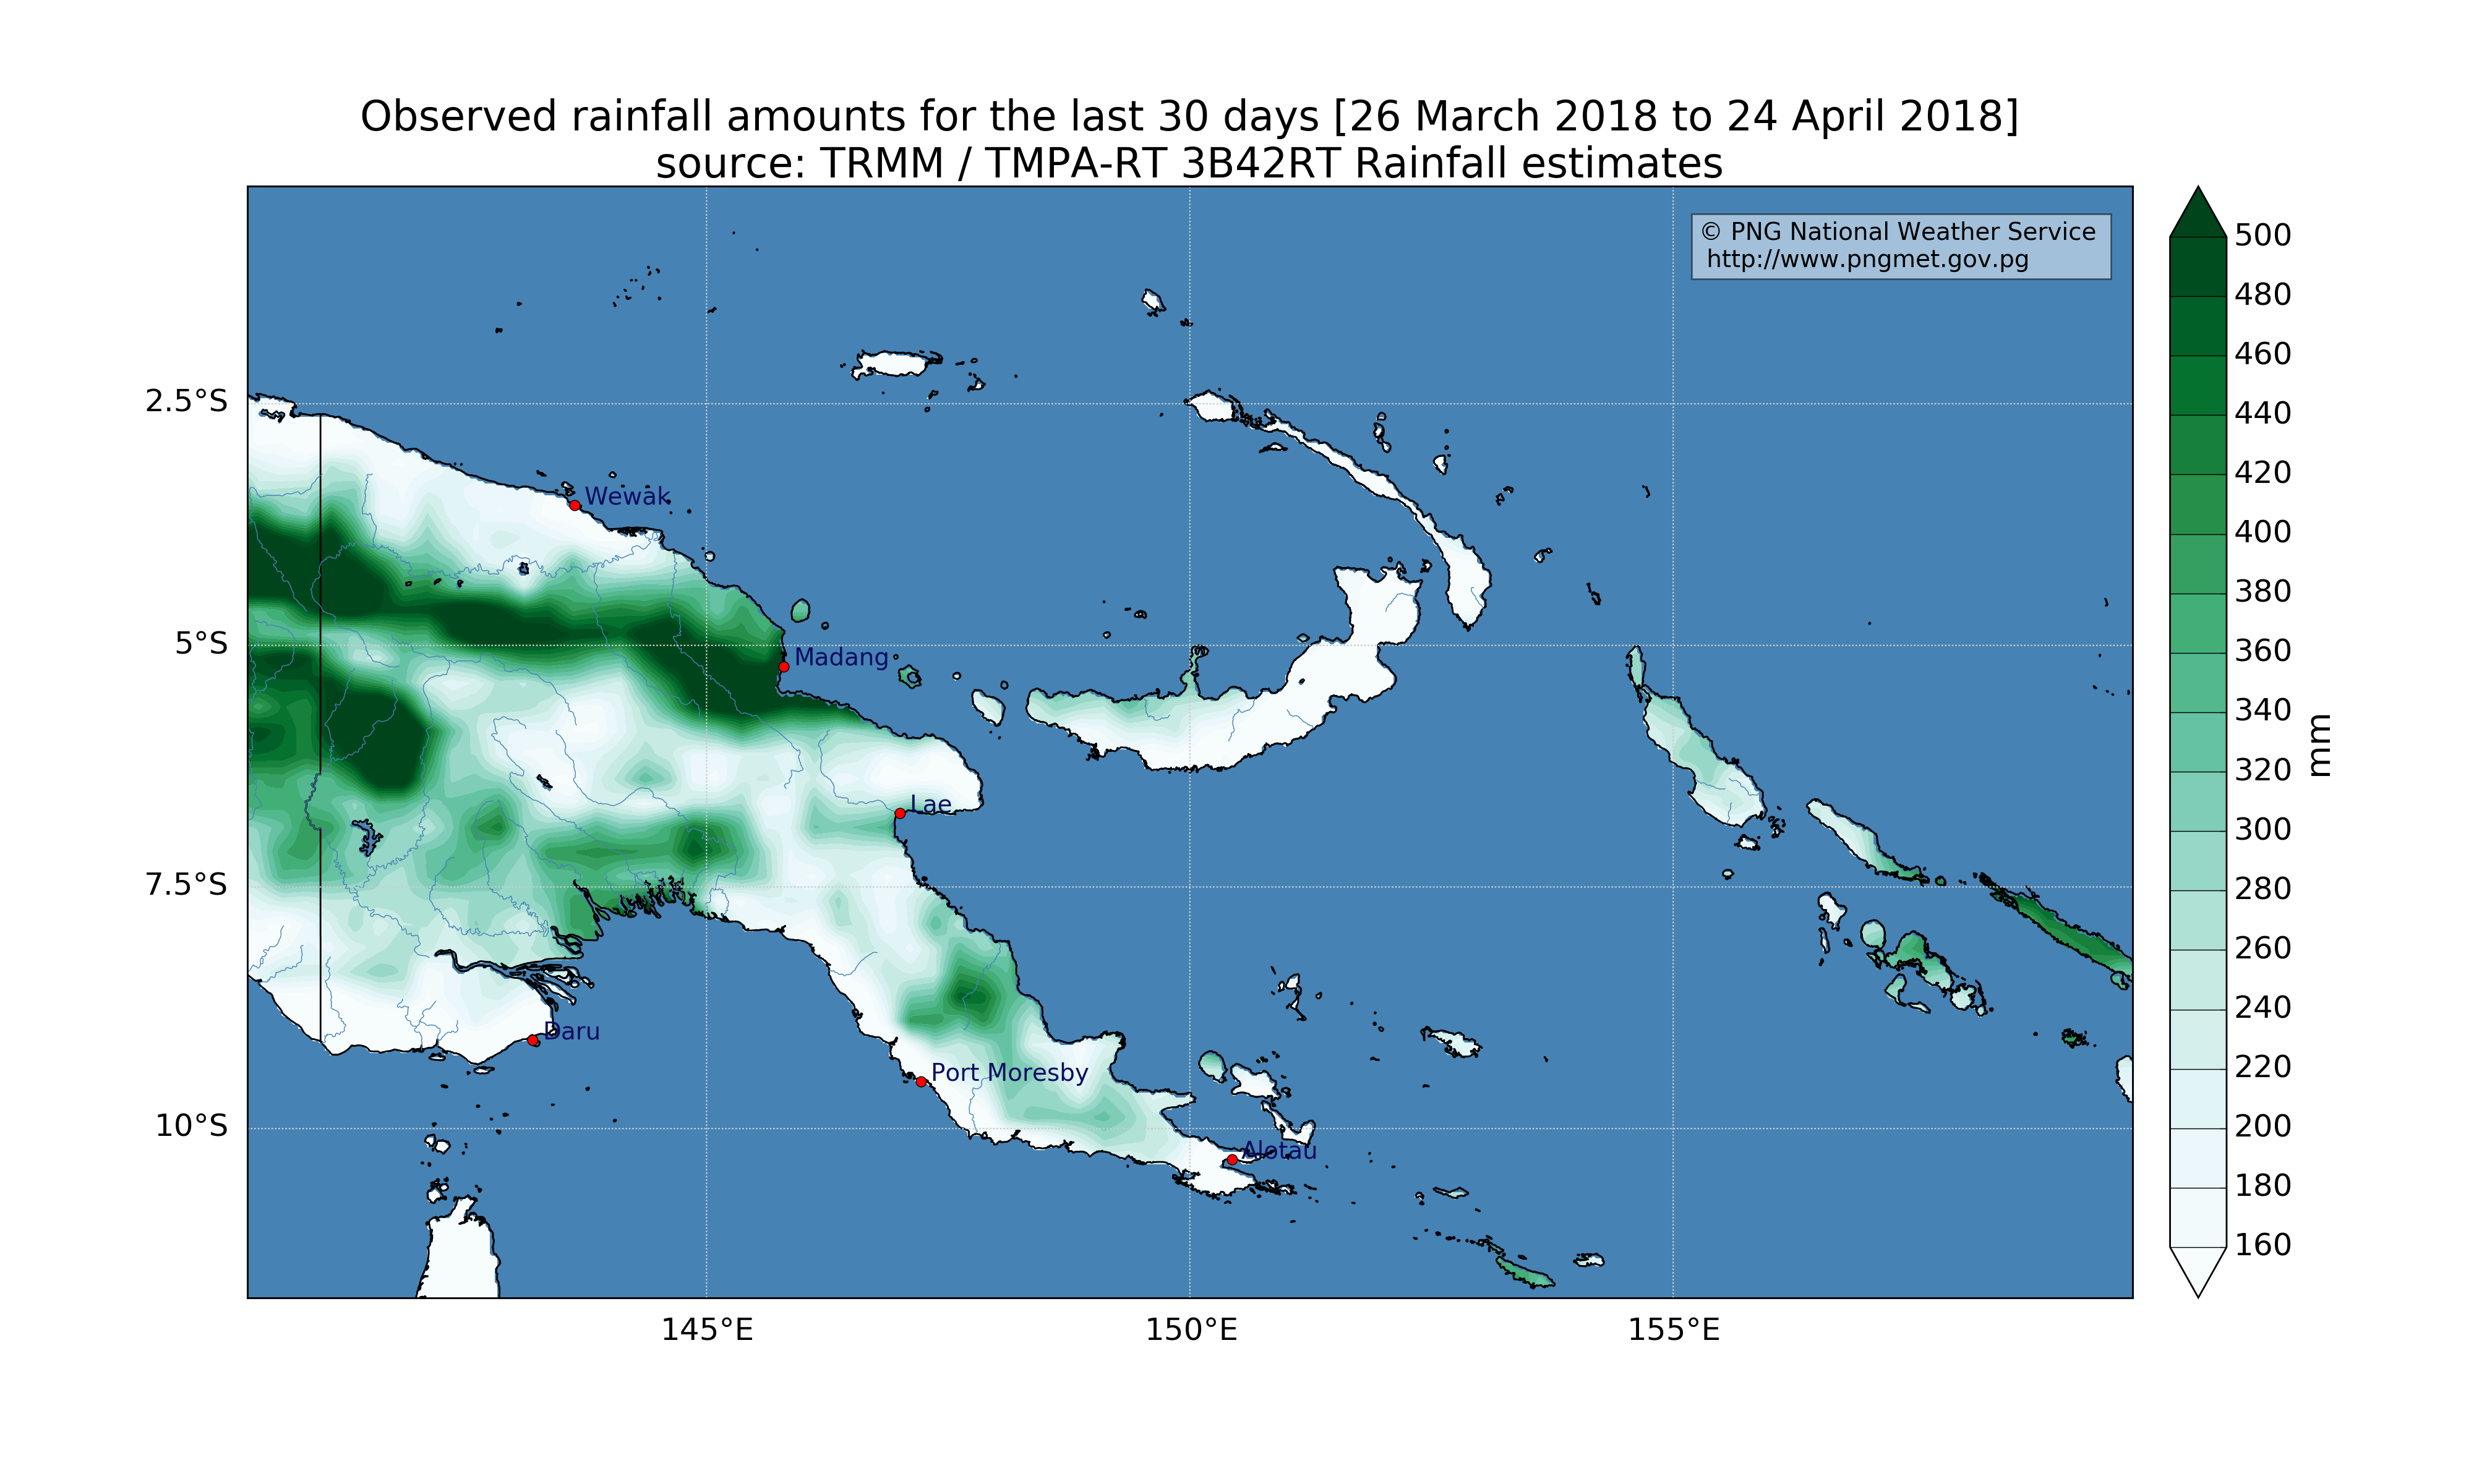 Observed rainfall amounts for the last 30 days [26 March 2018 to 24 April 2018]
source: TRMM / TMPA-RT 3B42RT Rainfall estimates
© PNG National Weather Service
http://www.pngmet.gov.pg
500
480
460
440
420
400
380
360
340
320
300
280
260
240
220
200
180
160
mm
2.5°S
5°S
7.5°S
10°S
Wewak
Madang
Lae
Daru
Port Moresby
Alotau
145°E
150°E
155°E